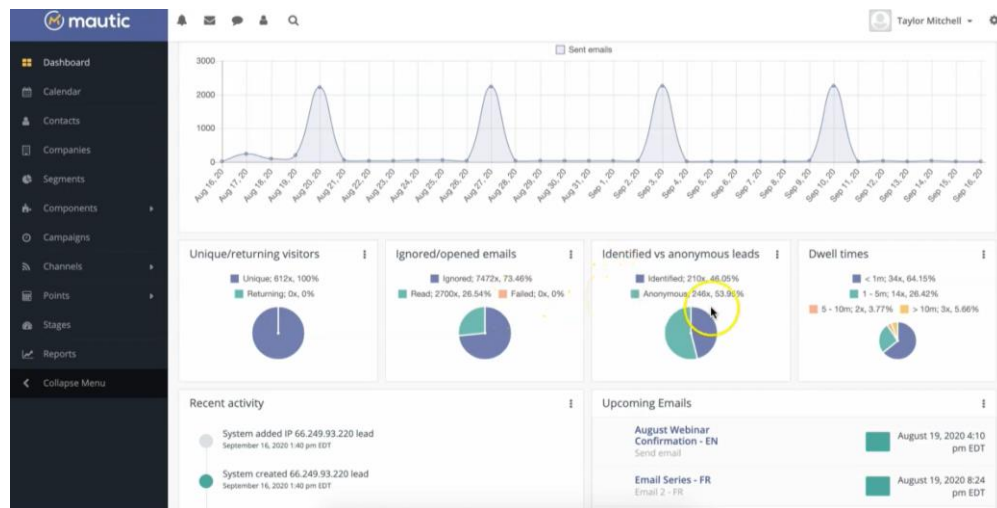 mautic
Taylor Mitchell
Dashboard
Calendar
Contacts
Companies
Segments
Components
Campaigns
Channels
Points
Stages
Reports
Collapse Menu
Sent emails
3000
2000
1000
0
Aug 16, 20
Aug 17, 20
Aug 18, 20
Aug 19, 20
Aug 20, 20
Aug 21, 20
Aug 22, 20
Aug 23, 20
Aug 24, 20
Aug 25, 20
Aug 26, 20
Aug 27, 20
Aug 28, 20
Aug 29, 20
Aug 30, 20
Aug 31, 20
Sep 1, 20
Sep 2, 20
Sep 3, 20
Sep 4, 20
Sep 5, 20
Sep 6, 20
Sep 7, 20
Sep 8, 20
Sep 9, 20
Sep 10, 20
Sep 11, 20
Sep 12, 20
Sep 13, 20
Sep 14, 20
Sep 15, 20
Sep 16, 20
Unique/returning visitors
Unique; 612x, 100%
Returning; 0x, 0%
Ignored/opened emails
Ignored; 7472x, 73.46%
Read; 2700x, 26.54% Failed; 0x, 0%
Identified vs anonymous leads
Identified; 210x, 46.05%
Anonymous; 246x, 53.95%
Dwell times
< 1m; 34x, 64.15%
1 - 5m; 14x, 26.42%
5 - 10m; 2x, 3.77% > 10m; 3x, 5.66%
Recent activity
System added IP 66.249.93.220 lead
September 16, 2020 1:40 pm EDT
System created 66.249.93.220 lead
September 16, 2020 1:40 pm EDT
Upcoming Emails
August Webinar
Confirmation - EN
Send email
August 19, 2020 4:10
pm EDT
Email Series - FR
Email 2 - FR
August 19, 2020 8:24
pm EDT